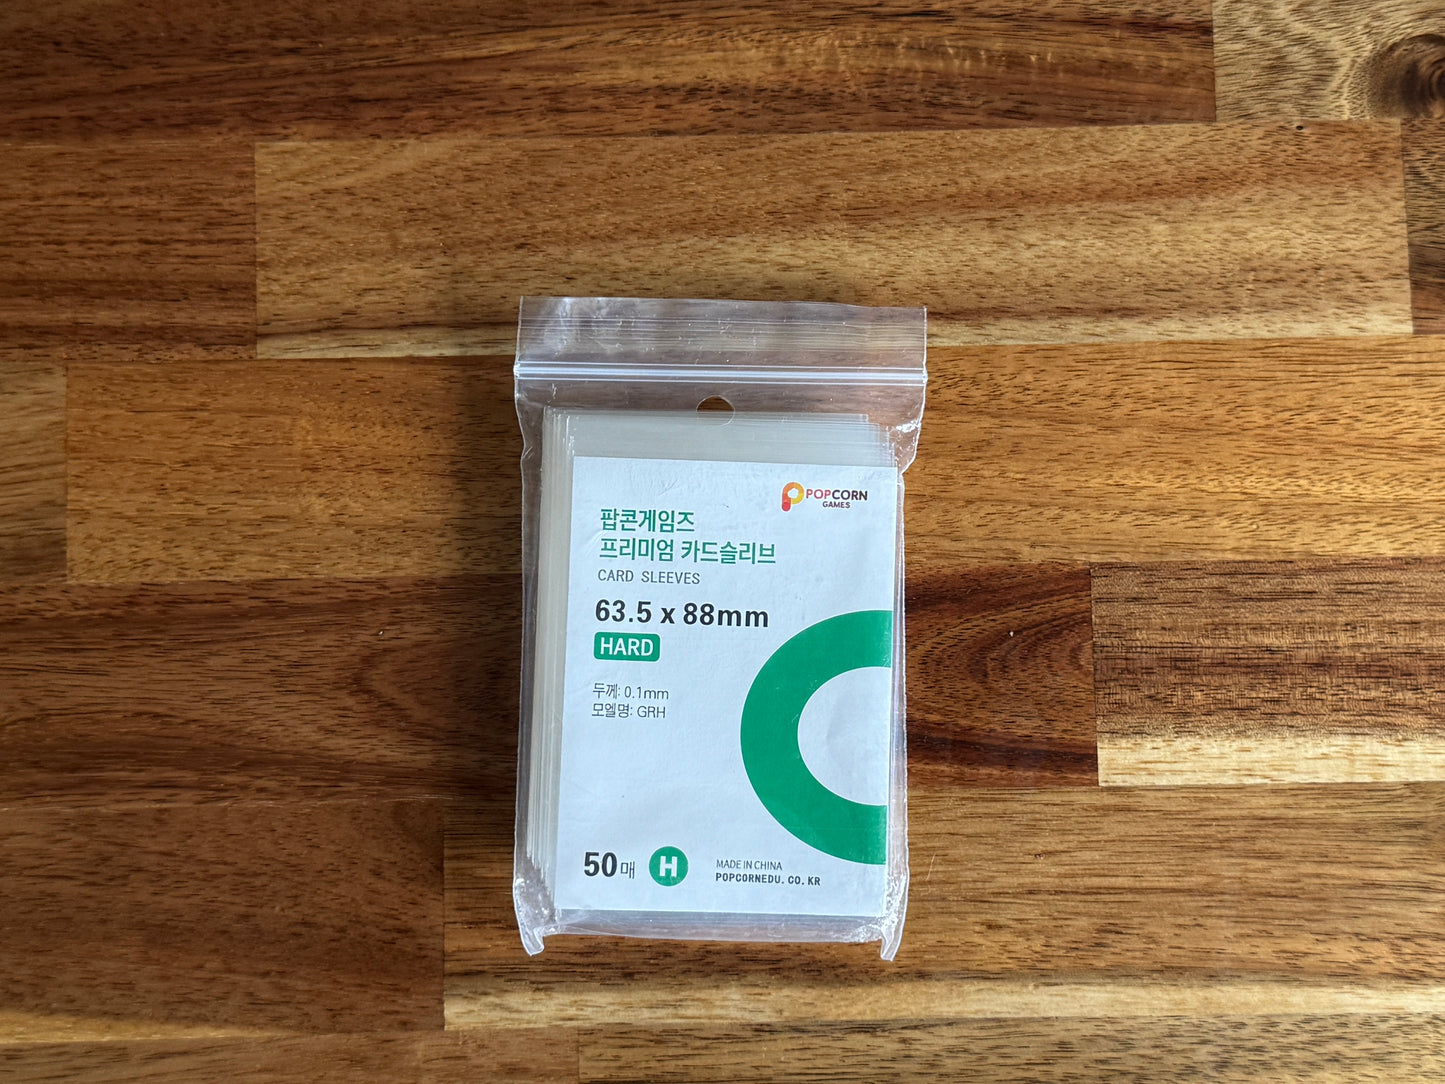 POPCORN
GAMES
팝콘게임즈
프리미엄 카드슬리브
CARD SLEEVES
63.5 x 88mm
HARD
두께: 0.1mm
모엘명: GRH
50매
H
MADE IN CHINA
POPCORNEDU.CO.KR